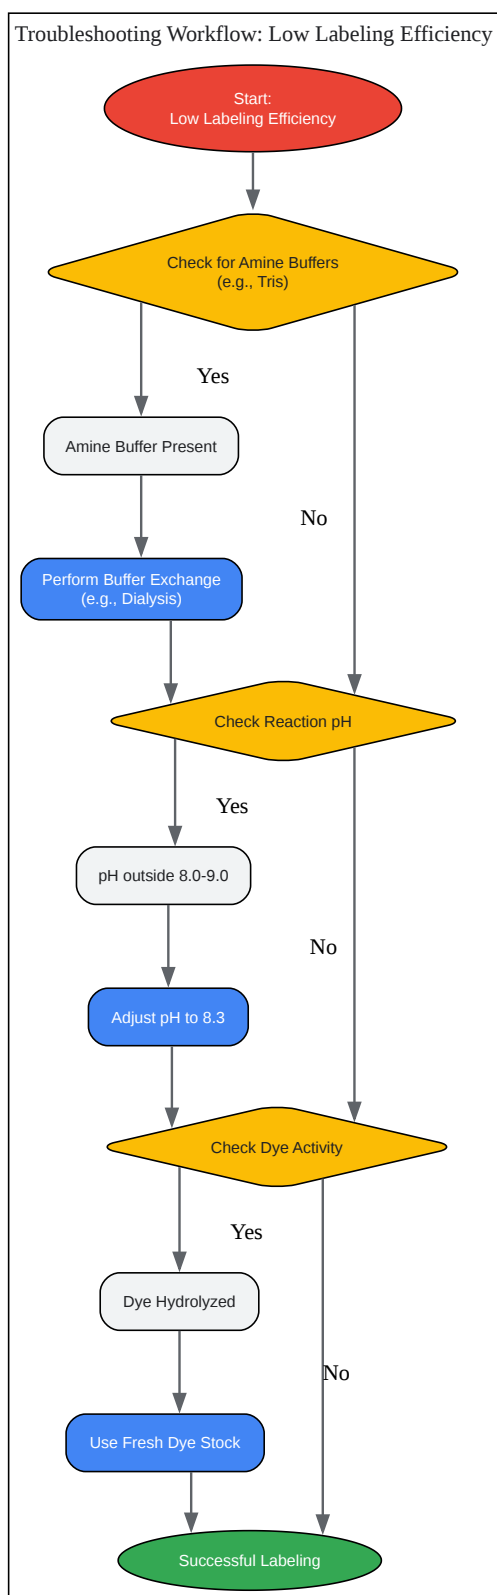 Troubleshooting Workflow: Low Labeling Efficiency
Start:
Low Labeling Efficiency
Check for Amine Buffers
(e.g., Tris)
Yes
Amine Buffer Present
No
Perform Buffer Exchange
(e.g., Dialysis)
Check Reaction pH
Yes
pH outside 8.0-9.0
No
Adjust pH to 8.3
Check Dye Activity
Yes
Dye Hydrolyzed
No
Use Fresh Dye Stock
Successful Labeling